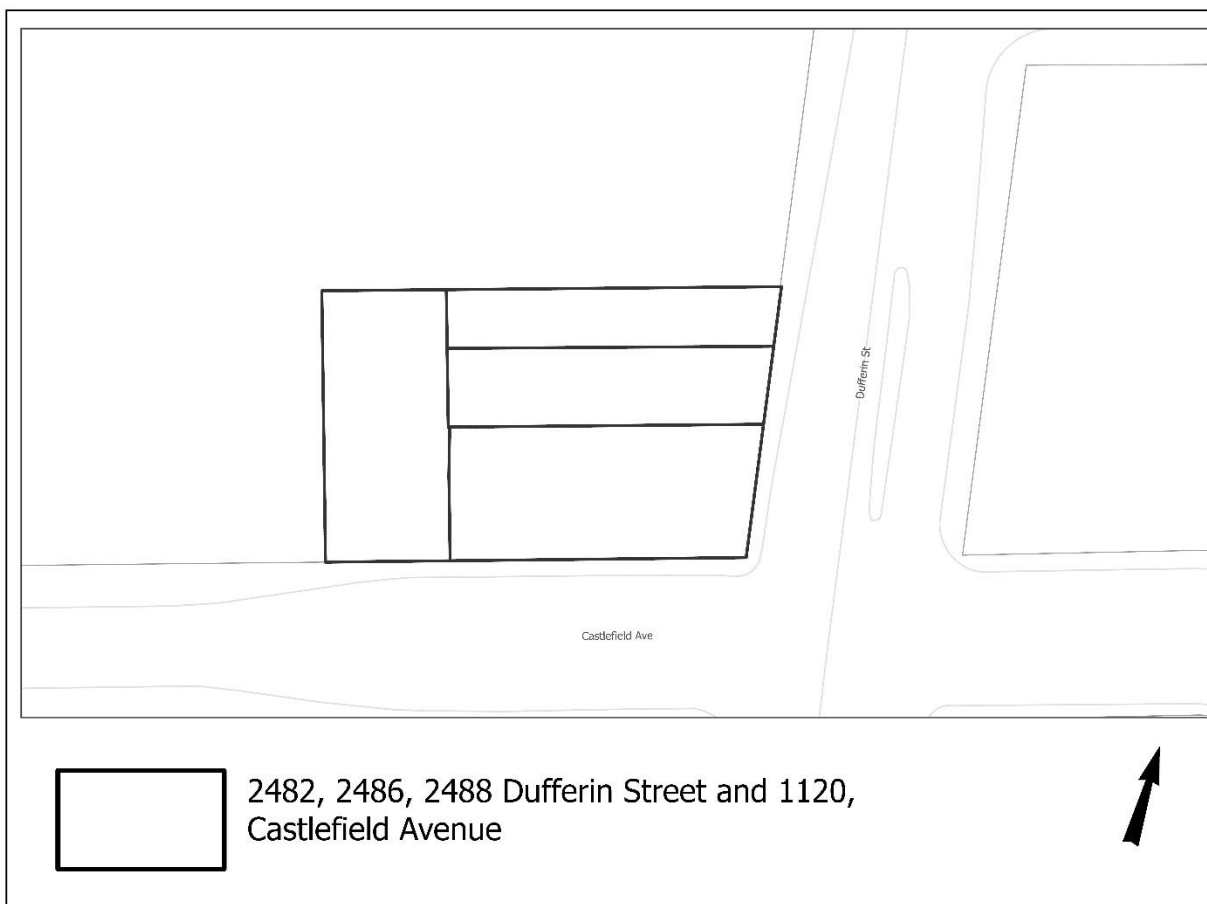 Dufferin St
Castlefield Ave
2482, 2486, 2488 Dufferin Street and 1120,
Castlefield Avenue